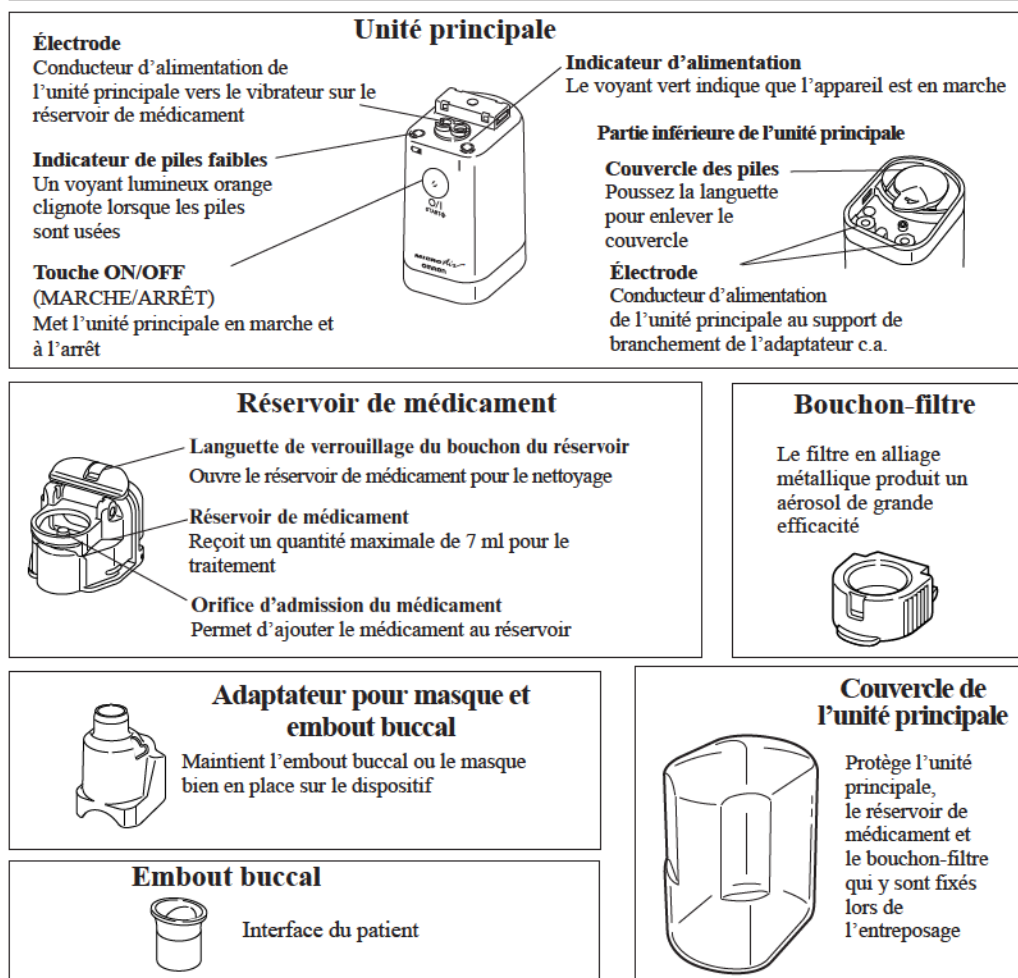 Unité principale
Électrode
Conducteur d’alimentation de
l’unité principale vers le vibrateur sur le
réservoir de médicament
Indicateur de piles faibles
Un voyant lumineux orange
clignote lorsque les piles
sont usées
Touche ON/OFF
(MARCHE/ARRÊT)
Met l’unité principale en marche et
à l’arrêt
O/I
MICRO Air
omron
Indicateur d’alimentation
Le voyant vert indique que l’appareil est en marche
Partie inférieure de l’unité principale
Couvercle des piles
Poussez la languette
pour enlever le
couvercle
Électrode
Conducteur d’alimentation
de l’unité principale au support de
branchement de l’adaptateur c.a.
Réservoir de médicament
Languette de verrouillage du bouchon du réservoir
Ouvre le réservoir de médicament pour le nettoyage
Réservoir de médicament
Reçoit un quantité maximale de 7 ml pour le
traitement
Orifice d’admission du médicament
Permet d’ajouter le médicament au réservoir
Bouchon-filtre
Le filtre en alliage
métallique produit un
aérosol de grande
efficacité
Adaptateur pour masque et
embout buccal
Maintient l’embout buccal ou le masque
bien en place sur le dispositif
Embout buccal
Interface du patient
Couvercle de
l’unité principale
Protège l’unité
principale,
le réservoir de
médicament et
le bouchon-filtre
qui y sont fixés
lors de
l’entreposage